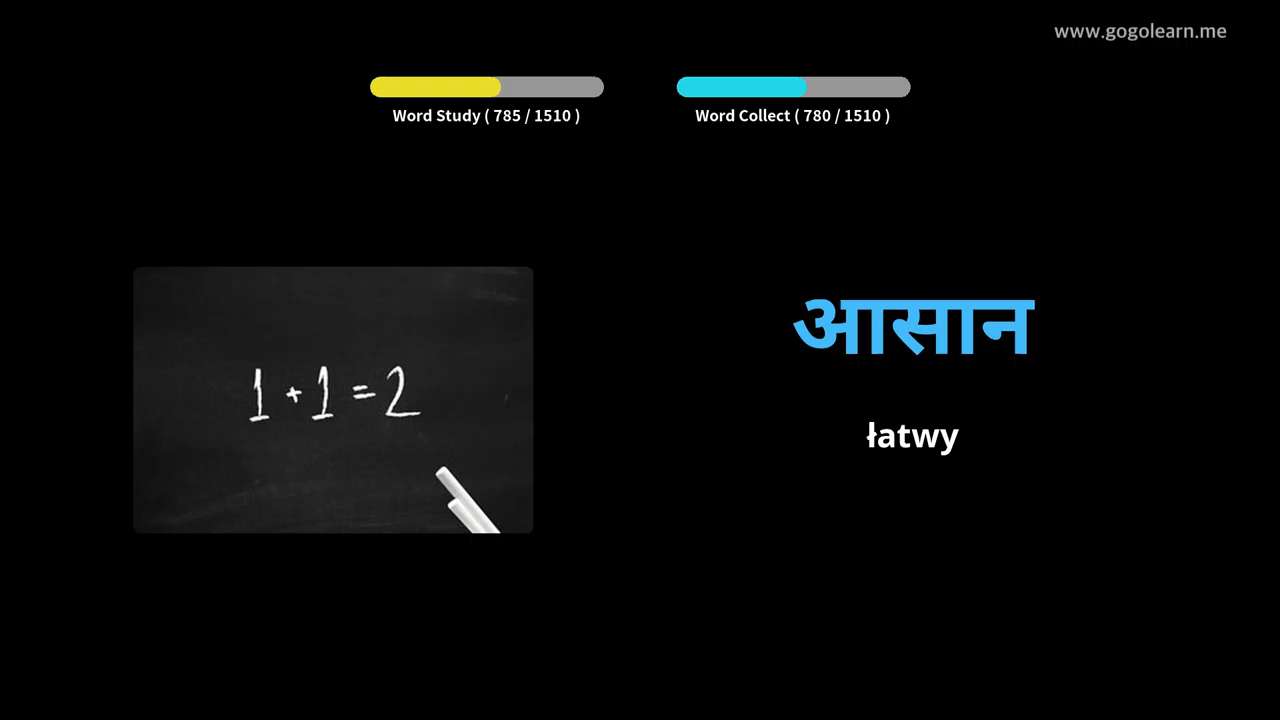 www.gogolearn.me
Word Study ( 785 / 1510 )
Word Collect ( 780 / 1510 )
1 + 1 = 2
आसान
łatwy